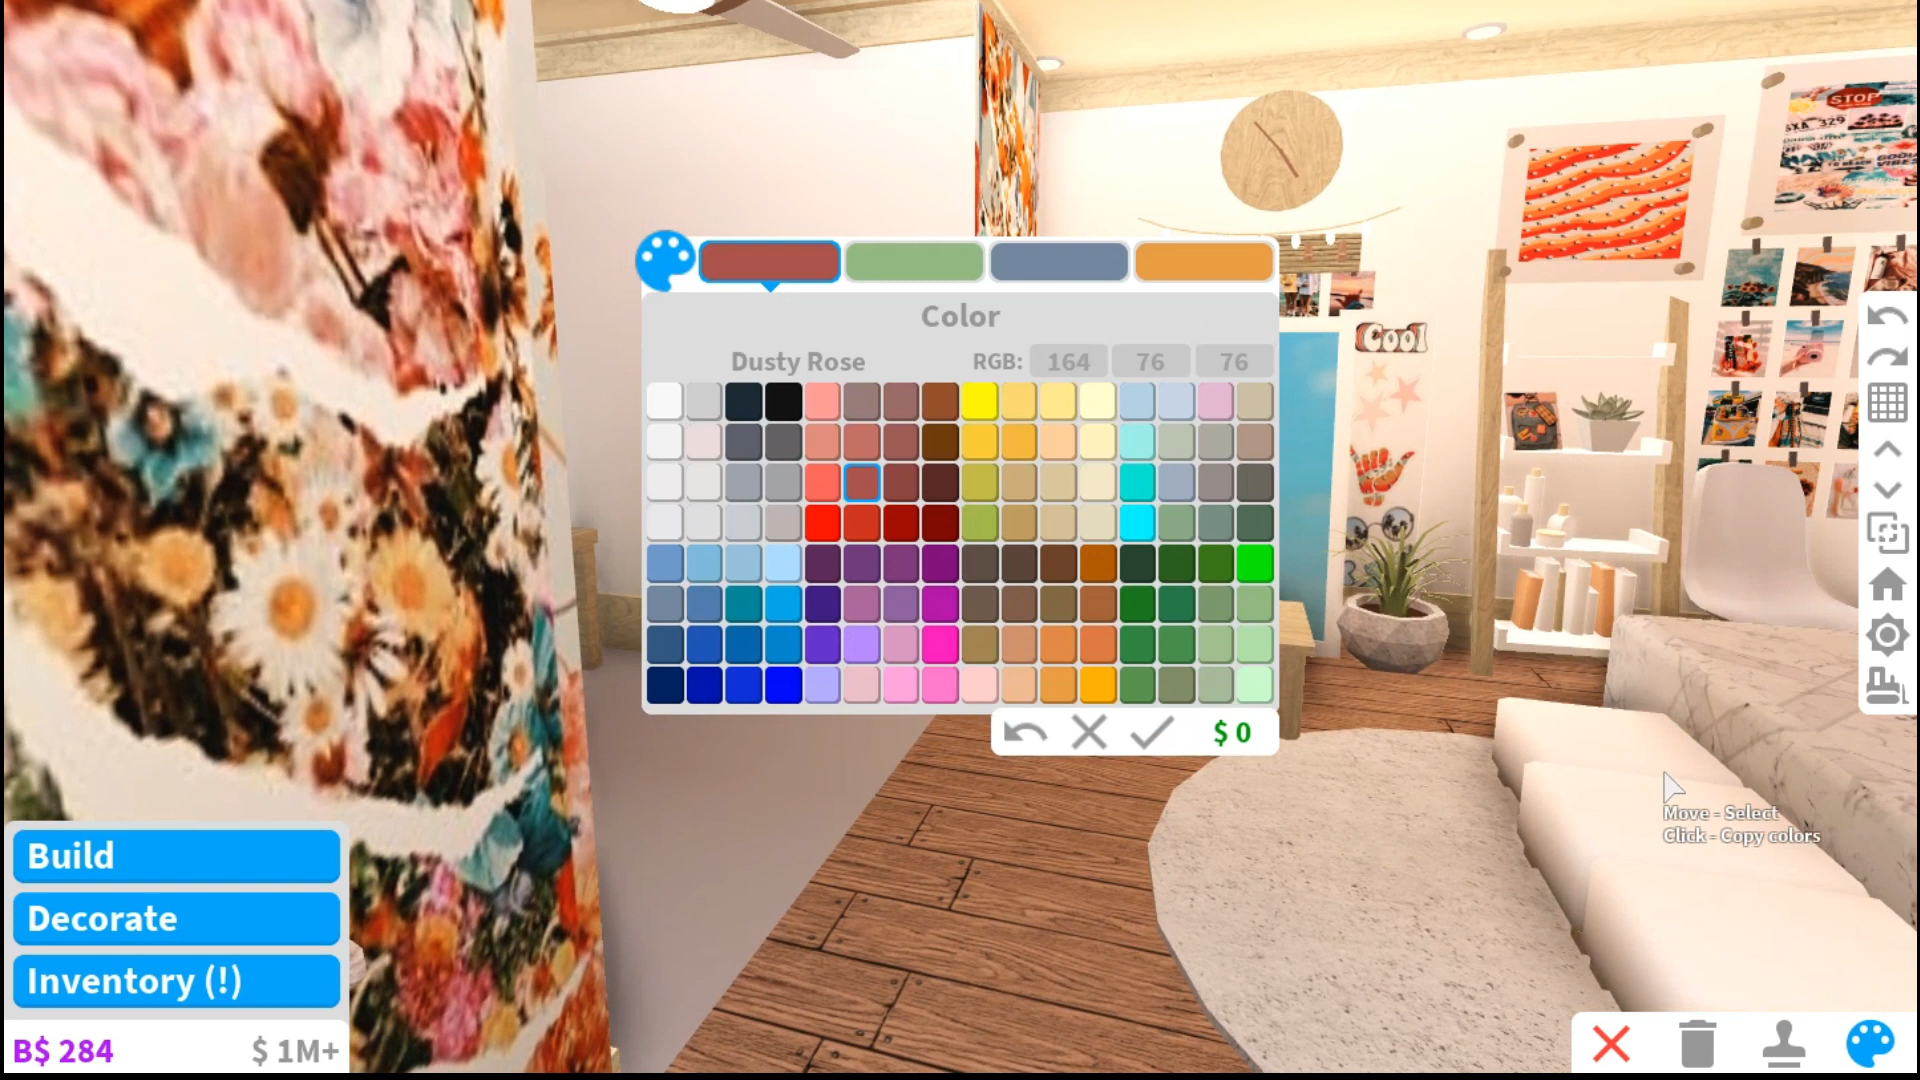 STOP
Color
Dusty Rose RGB: 164 76 76
Cool
$ 0
Move - Select
Click - Copy colors
Build
Decorate
Inventory (!)
B$ 284 $ 1M+